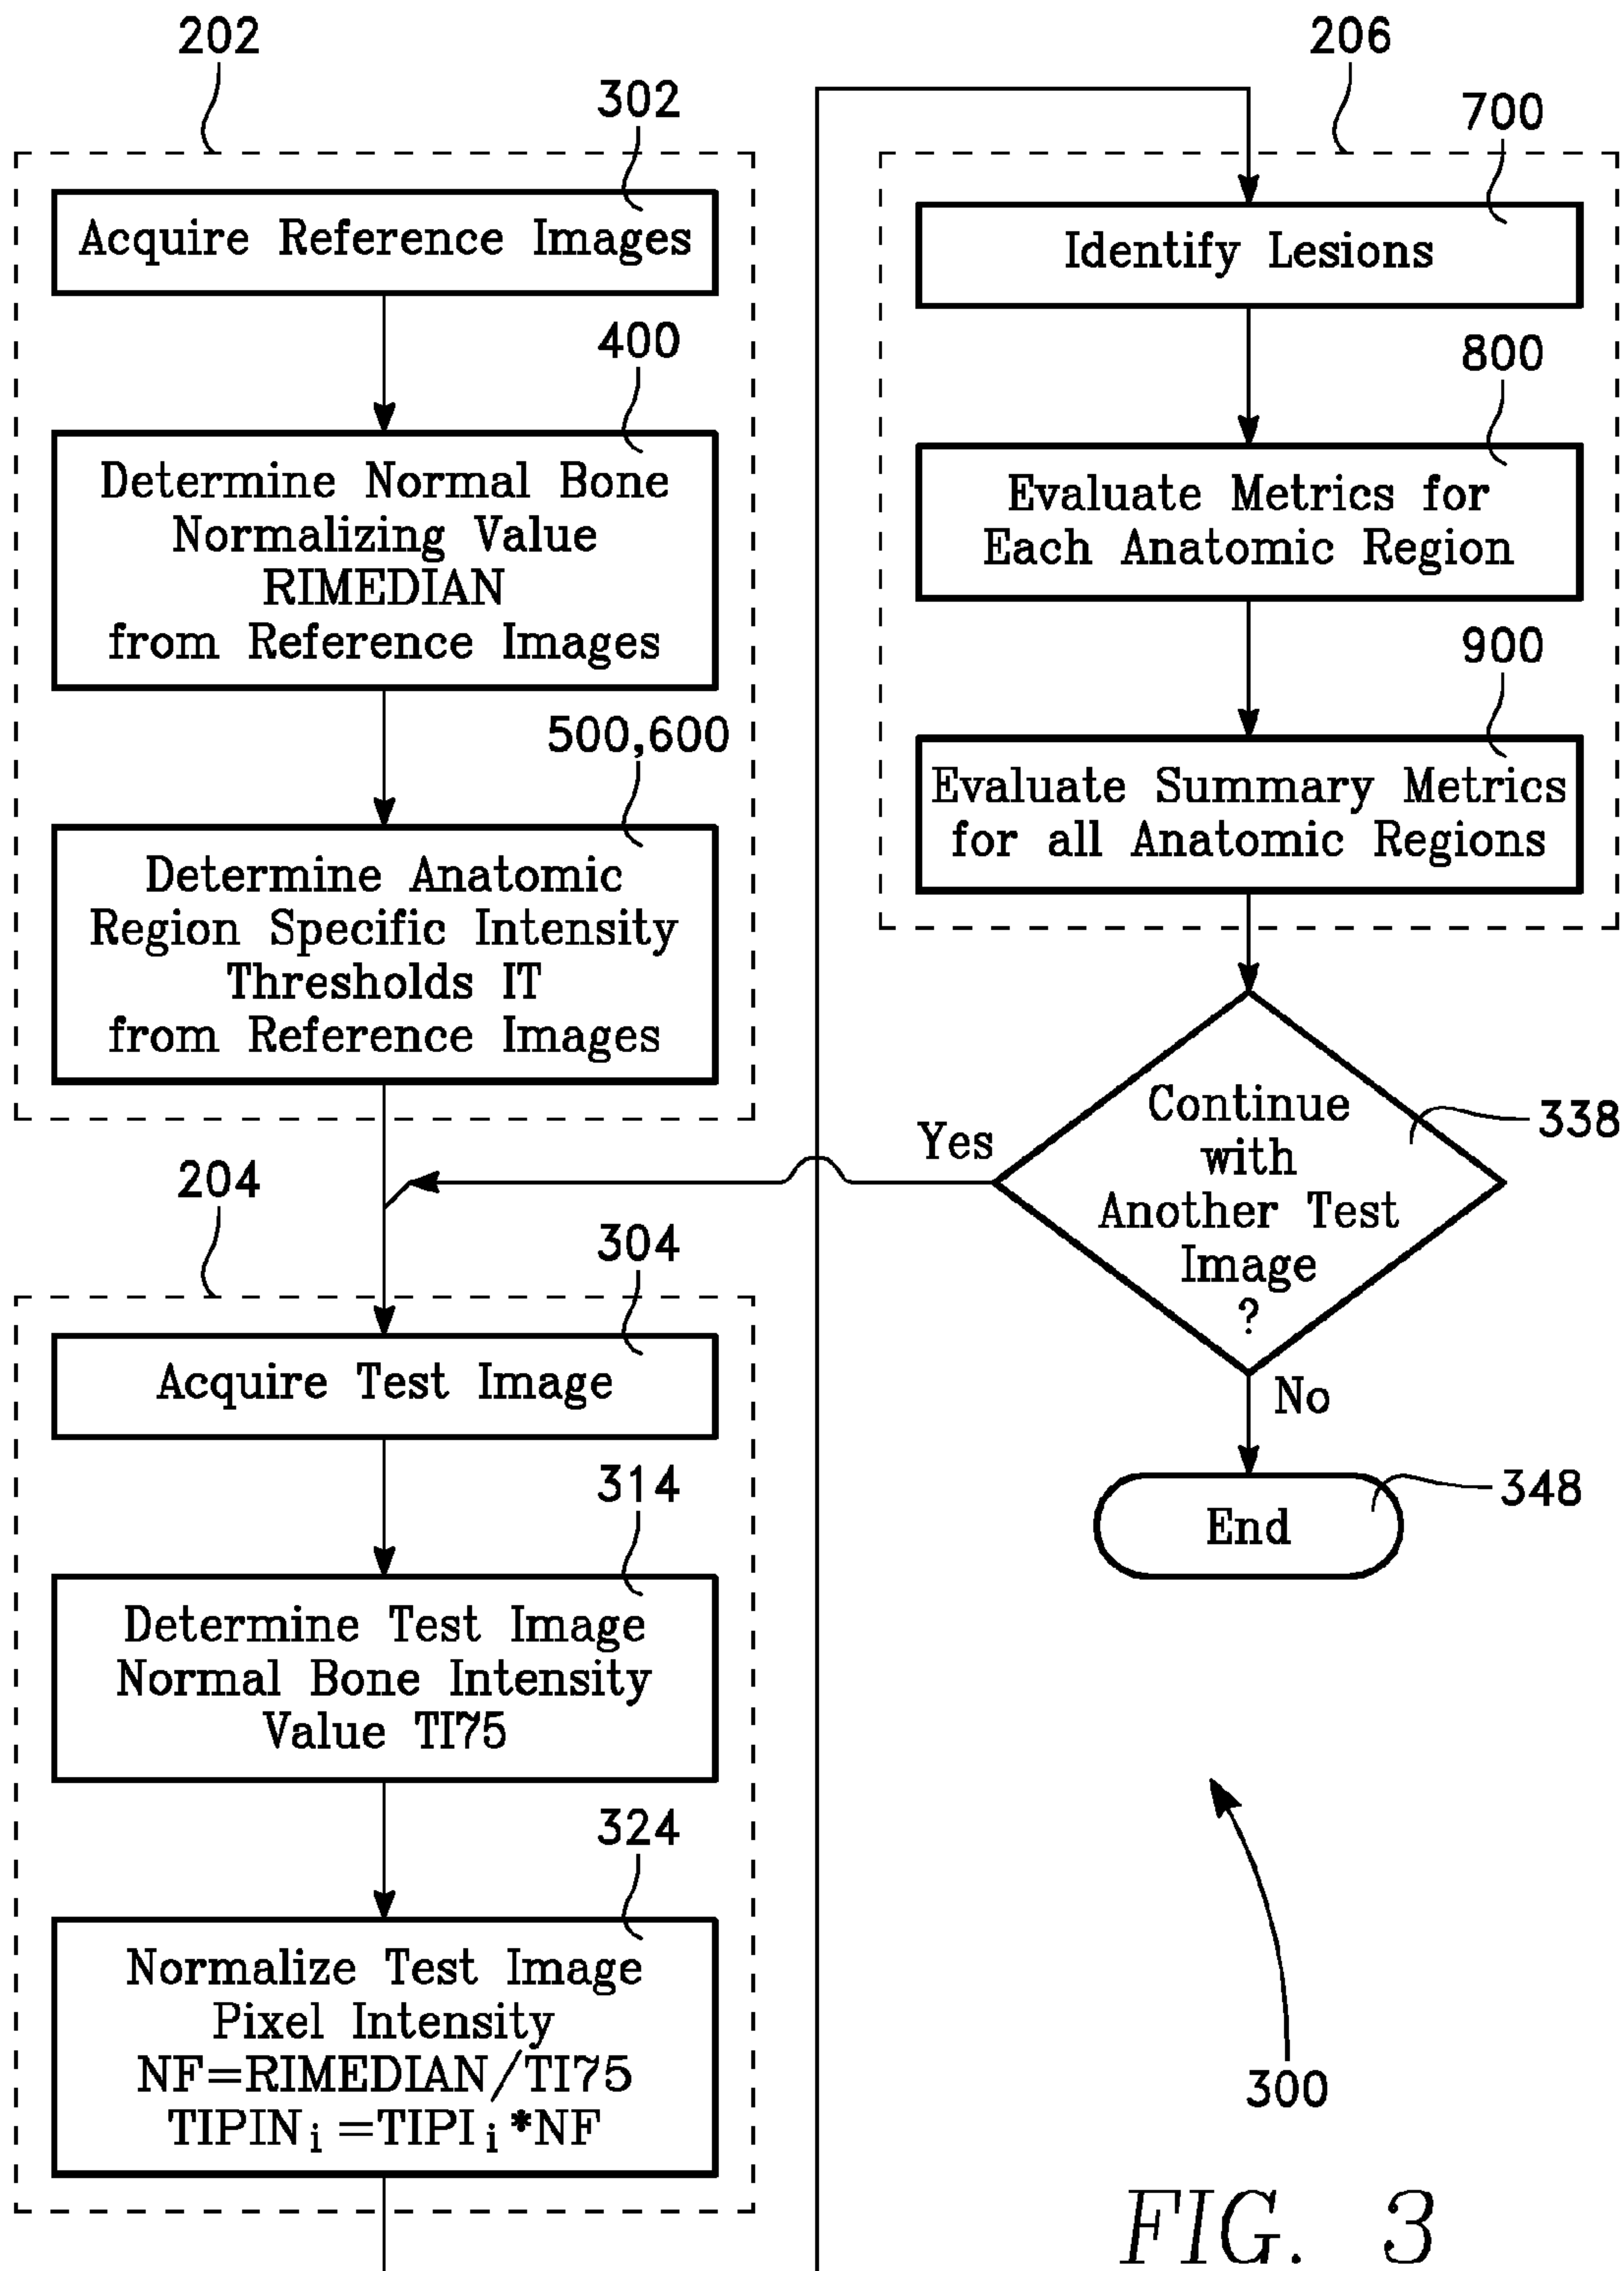 202
302
Acquire Reference Images
400
Determine Normal Bone
Normalizing Value
RIMEDIAN
from Reference Images
500,600
Determine Anatomic
Region Specific Intensity
Thresholds IT
from Reference Images
204
304
Acquire Test Image
314
Determine Test Image
Normal Bone Intensity
Value TI75
324
Normalize Test Image
Pixel Intensity
NF=RIMEDIAN/TI75
TIPIN i =TIPI i *NF
206
700
Identify Lesions
800
Evaluate Metrics for
Each Anatomic Region
900
Evaluate Summary Metrics
for all Anatomic Regions
Continue
with
Another Test
Image
?
338
Yes
No
End
348
300
FIG. 3